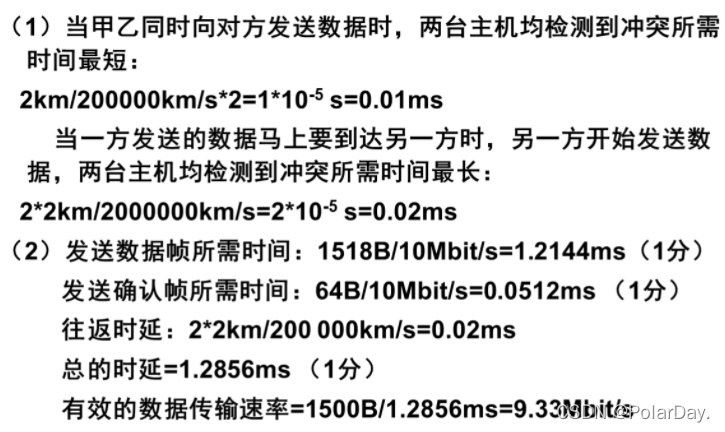 （1）当甲乙同时向对方发送数据时，两台主机均检测到冲突所需
时间最短：
2km/200000km/s*2=1*10⁻⁵ s=0.01ms
当一方发送的数据马上要到达另一方时，另一方开始发送数
据，两台主机均检测到冲突所需时间最长：
2*2km/2000000km/s=2*10⁻⁵ s=0.02ms
（2）发送数据帧所需时间：1518B/10Mbit/s=1.2144ms（1分）
发送确认帧所需时间：64B/10Mbit/s=0.0512ms （1分）
往返时延：2*2km/200 000km/s=0.02ms
总的时延=1.2856ms （1分）
有效的数据传输速率=1500B/1.2856ms=9.33Mbit/s
CSDN @PolarDay.